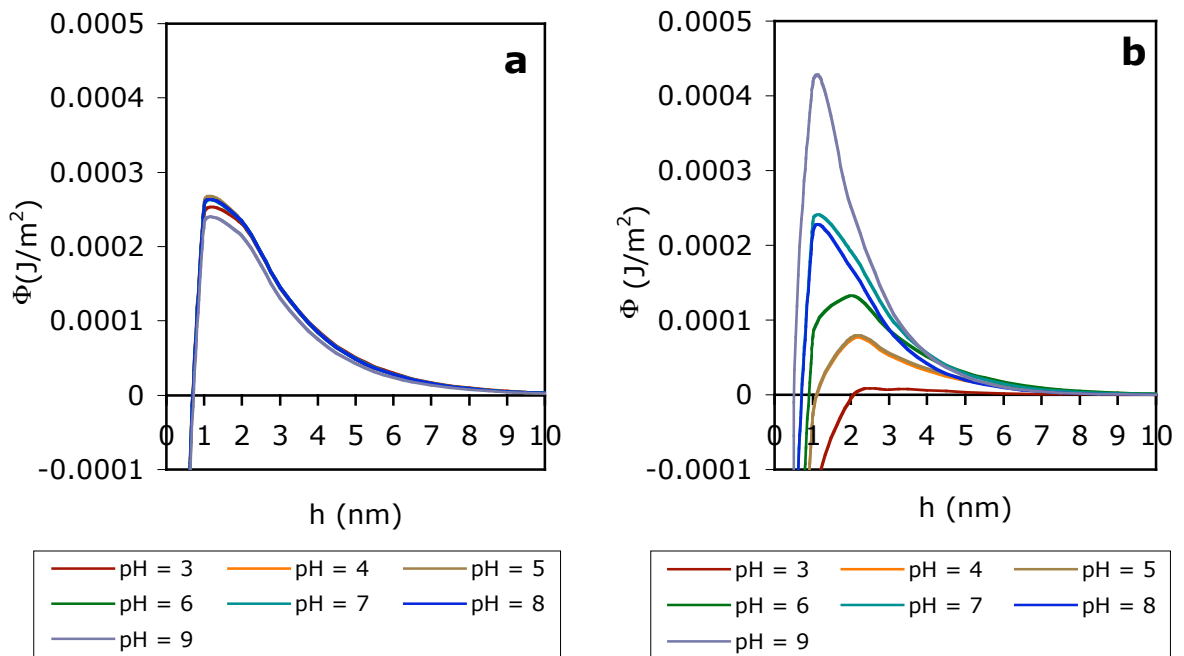 a
0.0005
0.0004
0.0003
0.0002
0.0001
0
-0.0001
Φ(J/m²)
0 1 2 3 4 5 6 7 8 9 10
h (nm)
pH = 3 pH = 4 pH = 5
pH = 6 pH = 7 pH = 8
pH = 9
b
0.0005
0.0004
0.0003
0.0002
0.0001
0
-0.0001
Φ (J/m²)
0 1 2 3 4 5 6 7 8 9 10
h (nm)
pH = 3 pH = 4 pH = 5
pH = 6 pH = 7 pH = 8
pH = 9